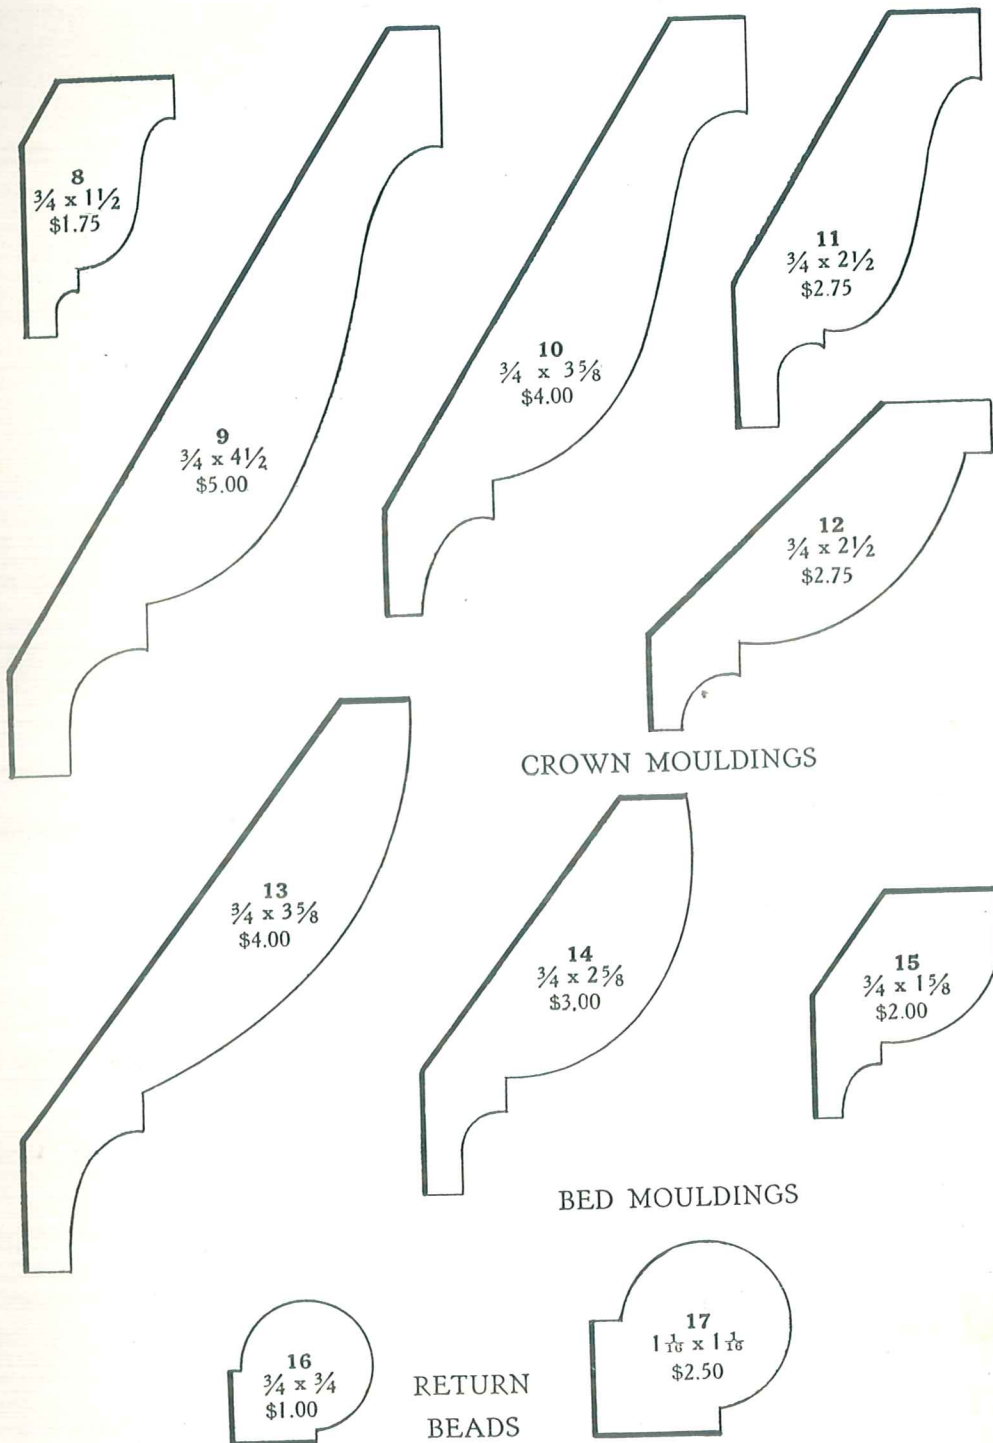 8
¾ x 1½
$1.75
9
¾ x 4½
$5.00
10
¾ x 3⅝
$4.00
11
¾ x 2½
$2.75
12
¾ x 2½
$2.75
CROWN MOULDINGS
13
¾ x 3⅝
$4.00
14
¾ x 2⅝
$3.00
15
¾ x 1⅝
$2.00
BED MOULDINGS
16
¾ x ¾
$1.00
RETURN
BEADS
17
1 1/16 x 1 1/16
$2.50